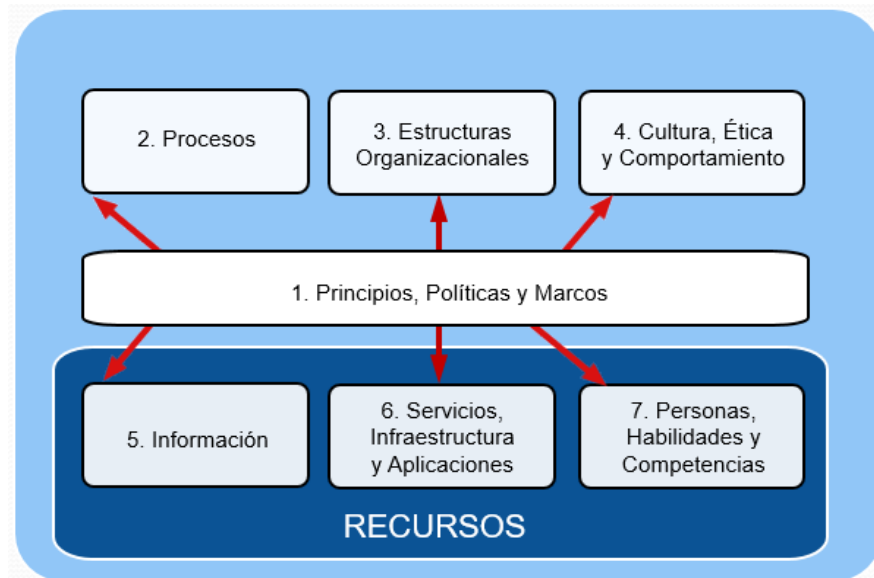 2. Procesos
3. Estructuras
Organizacionales
4. Cultura, Ética
y Comportamiento
1. Principios, Políticas y Marcos
5. Información
6. Servicios,
Infraestructura
y Aplicaciones
7. Personas,
Habilidades y
Competencias
RECURSOS